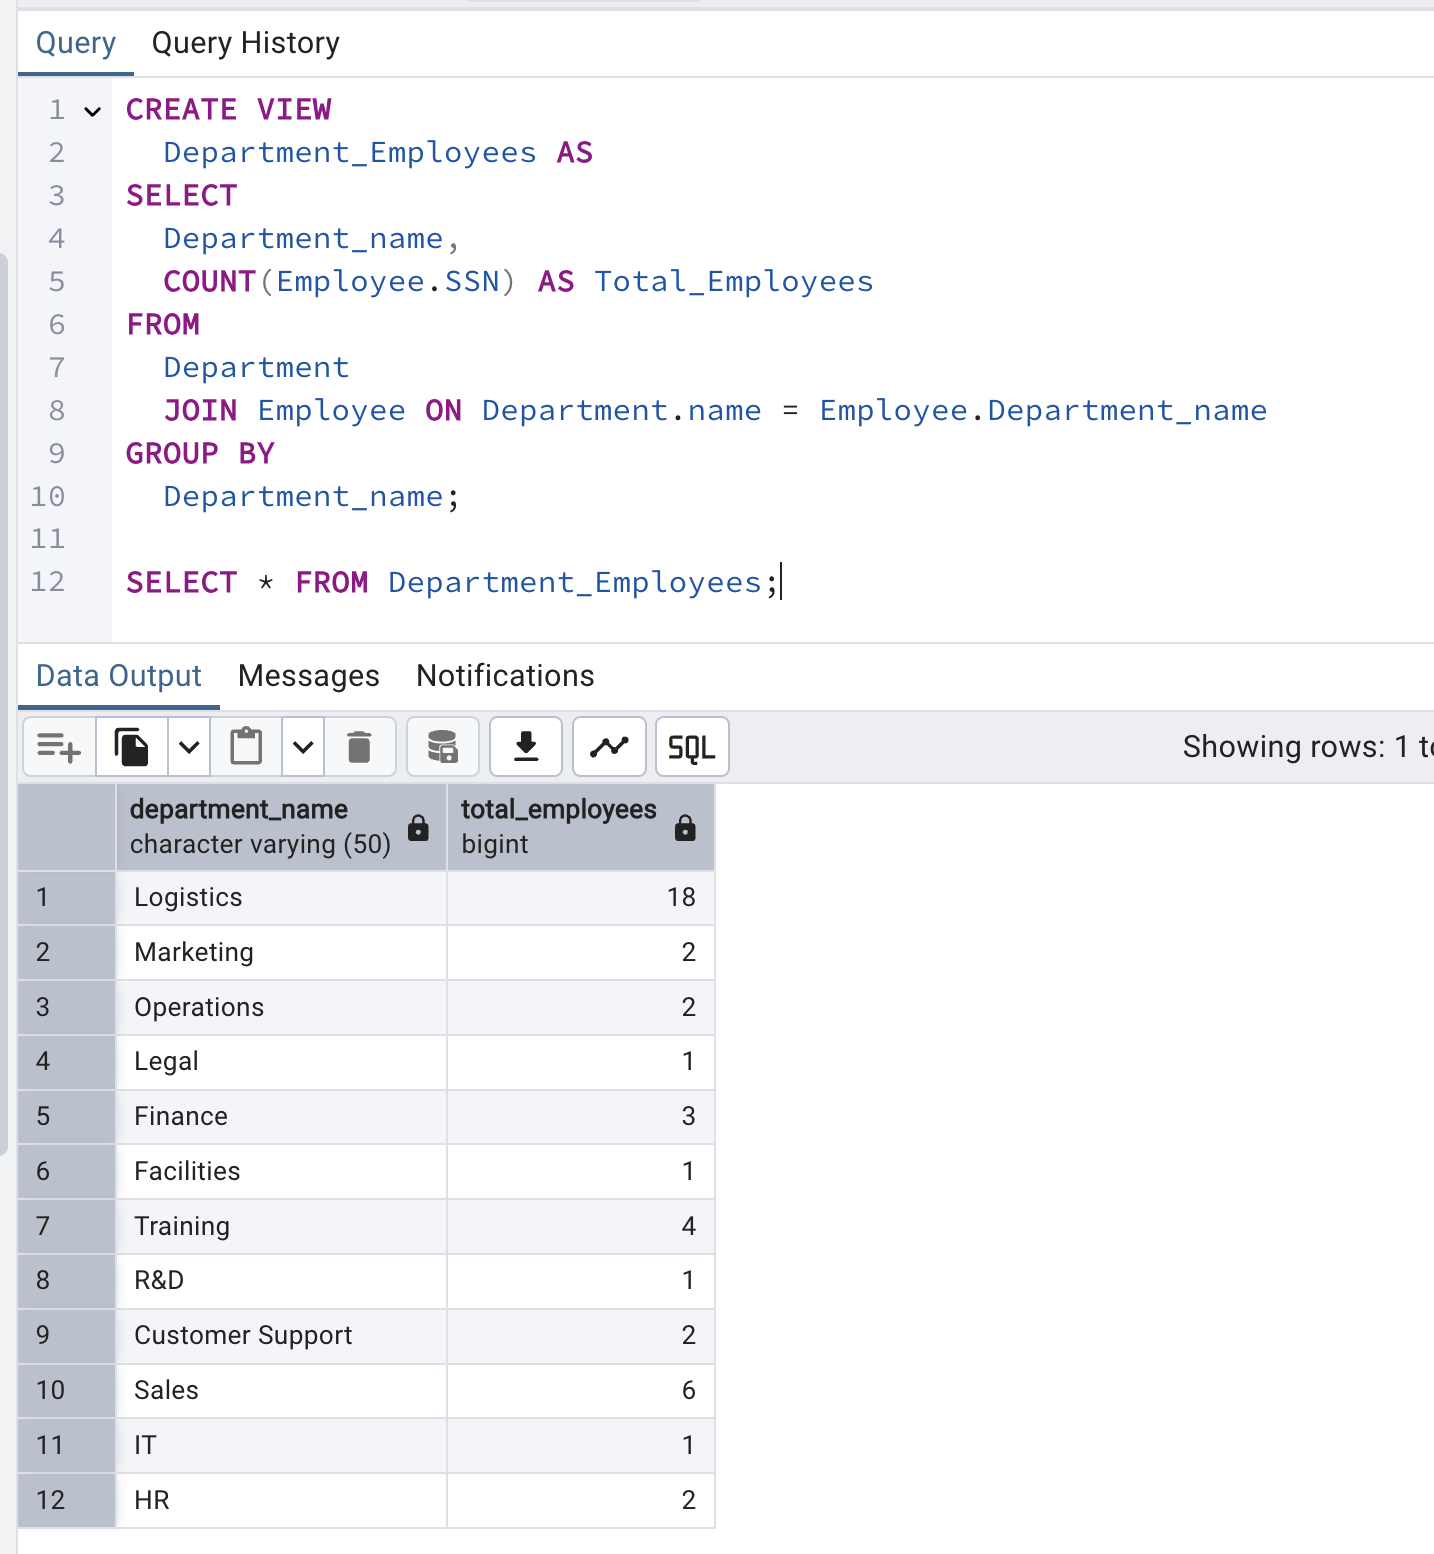 Query Query History
1 CREATE VIEW
2 Department_Employees AS
3 SELECT
4 Department_name,
5 COUNT(Employee.SSN) AS Total_Employees
6 FROM
7 Department
8 JOIN Employee ON Department.name = Employee.Department_name
9 GROUP BY
10 Department_name;
11
12 SELECT * FROM Department_Employees;
Data Output Messages Notifications
SQL Showing rows: 1 to
department_name total_employees
character varying (50) bigint
1 Logistics 18
2 Marketing 2
3 Operations 2
4 Legal 1
5 Finance 3
6 Facilities 1
7 Training 4
8 R&D 1
9 Customer Support 2
10 Sales 6
11 IT 1
12 HR 2